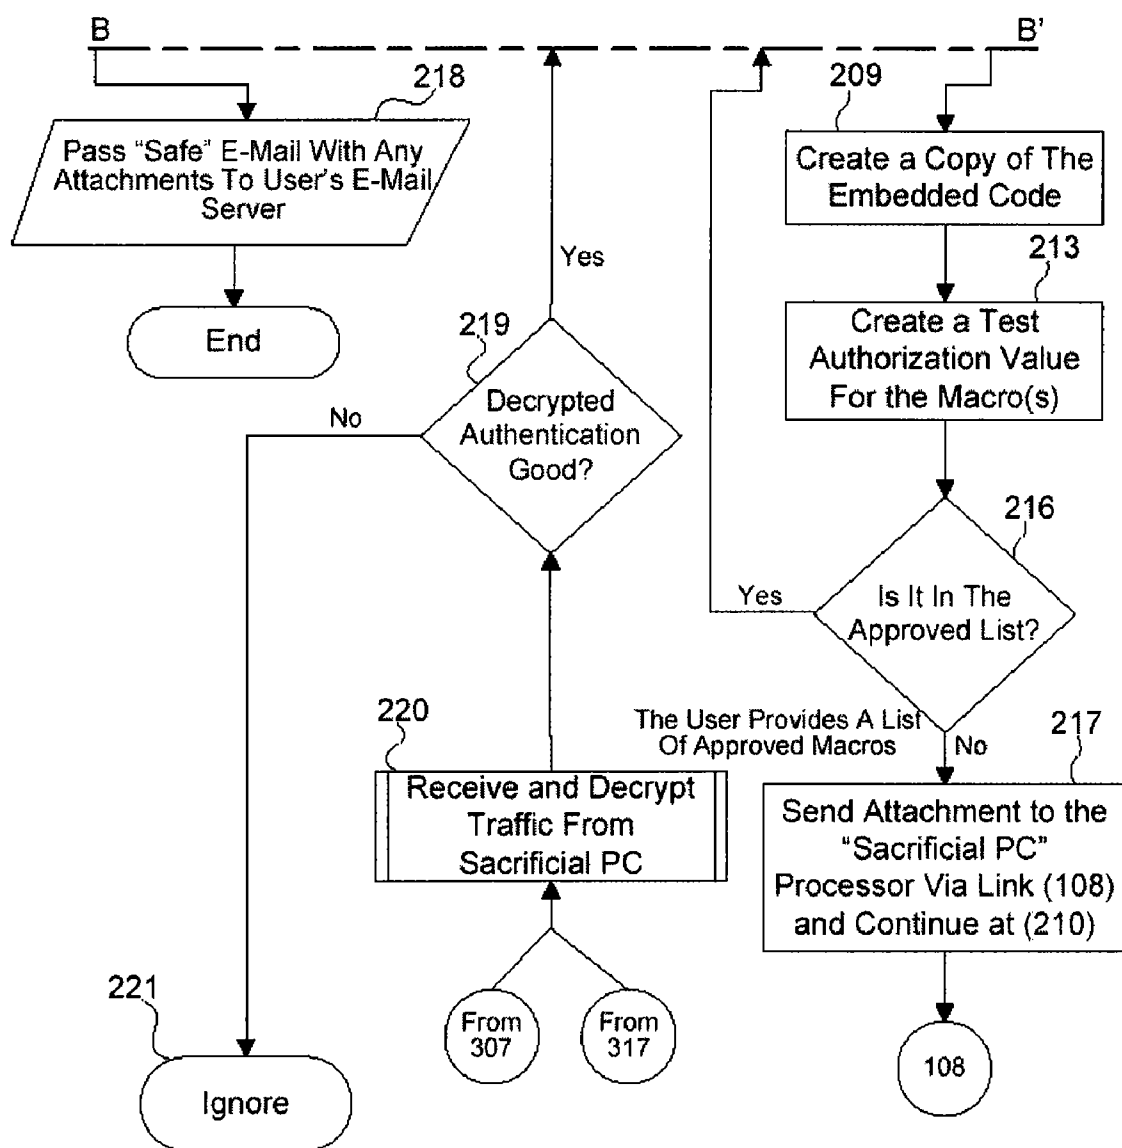 B
B'
218
Pass "Safe" E-Mail With Any
Attachments To User's E-Mail
Server
End
209
Create a Copy of The
Embedded Code
213
Create a Test
Authorization Value
For the Macro(s)
Yes
219
Decrypted
Authentication
Good?
No
216
Is It In The
Approved List?
Yes
The User Provides A List
Of Approved Macros
No
217
Send Attachment to the
"Sacrificial PC"
Processor Via Link (108)
and Continue at (210)
220
Receive and Decrypt
Traffic From
Sacrificial PC
From
307
From
317
108
221
Ignore